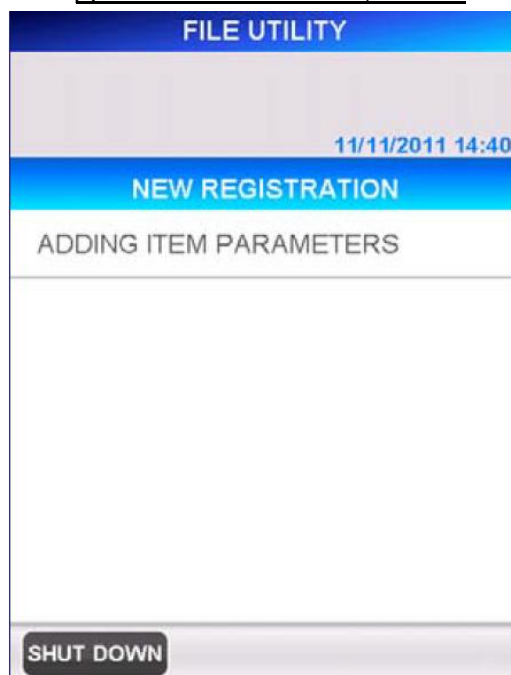 FILE UTILITY
11/11/2011 14:40
NEW REGISTRATION
ADDING ITEM PARAMETERS
SHUT DOWN